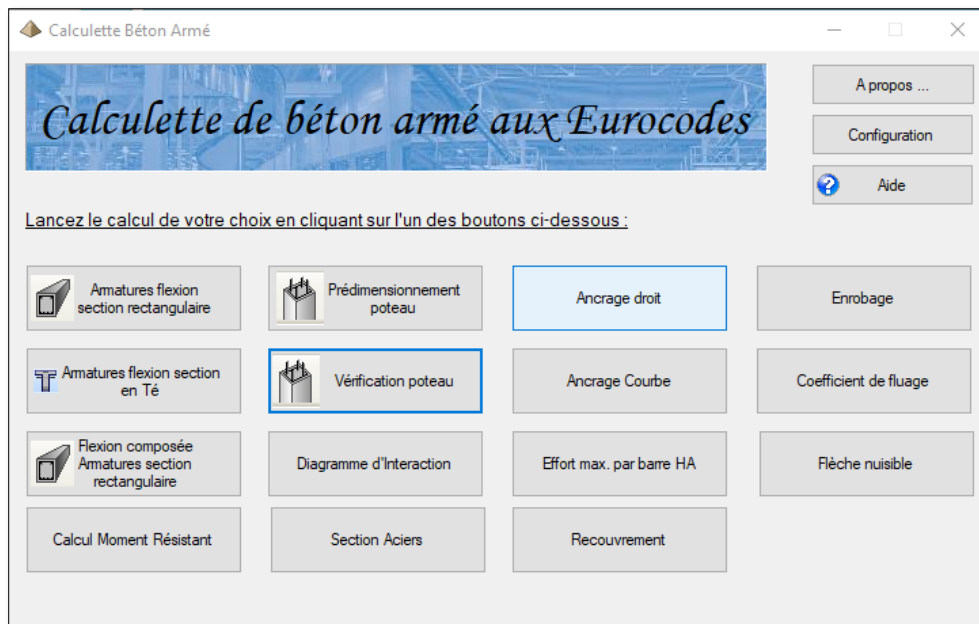 Calculette Béton Armé
Calculette de béton armé aux Eurocodes
A propos ...
Configuration
Aide
Lancez le calcul de votre choix en cliquant sur l'un des boutons ci-dessous :
Armatures flexion
section rectangulaire
Prédimensionnement
poteau
Ancrage droit
Enrobage
Armatures flexion section
en Té
Vérification poteau
Ancrage Courbe
Coefficient de fluage
Flexion composée
Armatures section
rectangulaire
Diagramme d'Interaction
Effort max. par barre HA
Flèche nuisible
Calcul Moment Résistant
Section Aciers
Recouvrement